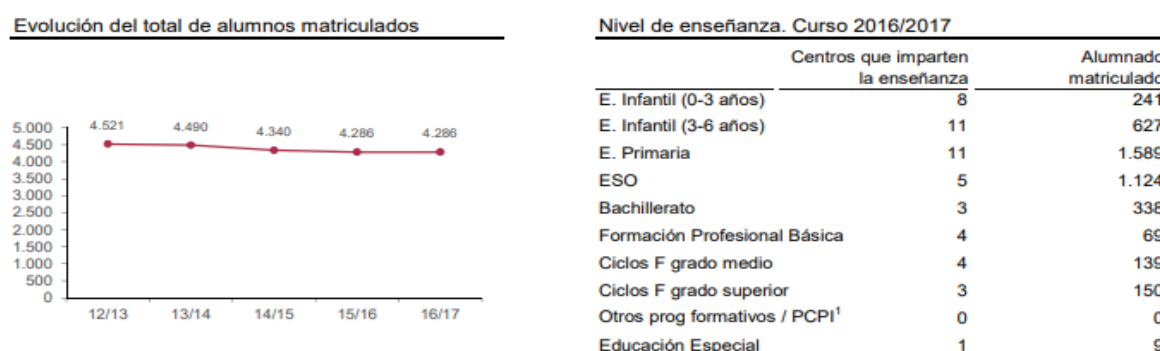 Evolución del total de alumnos matriculados
5.000
4.500
4.000
3.500
3.000
2.500
2.000
1.500
1.000
500
0
4.521
4.490
4.340
4.286
4.286
12/13
13/14
14/15
15/16
16/17
Nivel de enseñanza. Curso 2016/2017
Centros que imparten Alumnado
la enseñanza matriculado
E. Infantil (0-3 años) 8 241
E. Infantil (3-6 años) 11 627
E. Primaria 11 1.589
ESO 5 1.124
Bachillerato 3 338
Formación Profesional Básica 4 69
Ciclos F grado medio 4 139
Ciclos F grado superior 3 150
Otros prog formativos / PCPI¹ 0 0
Educación Especial 1 9